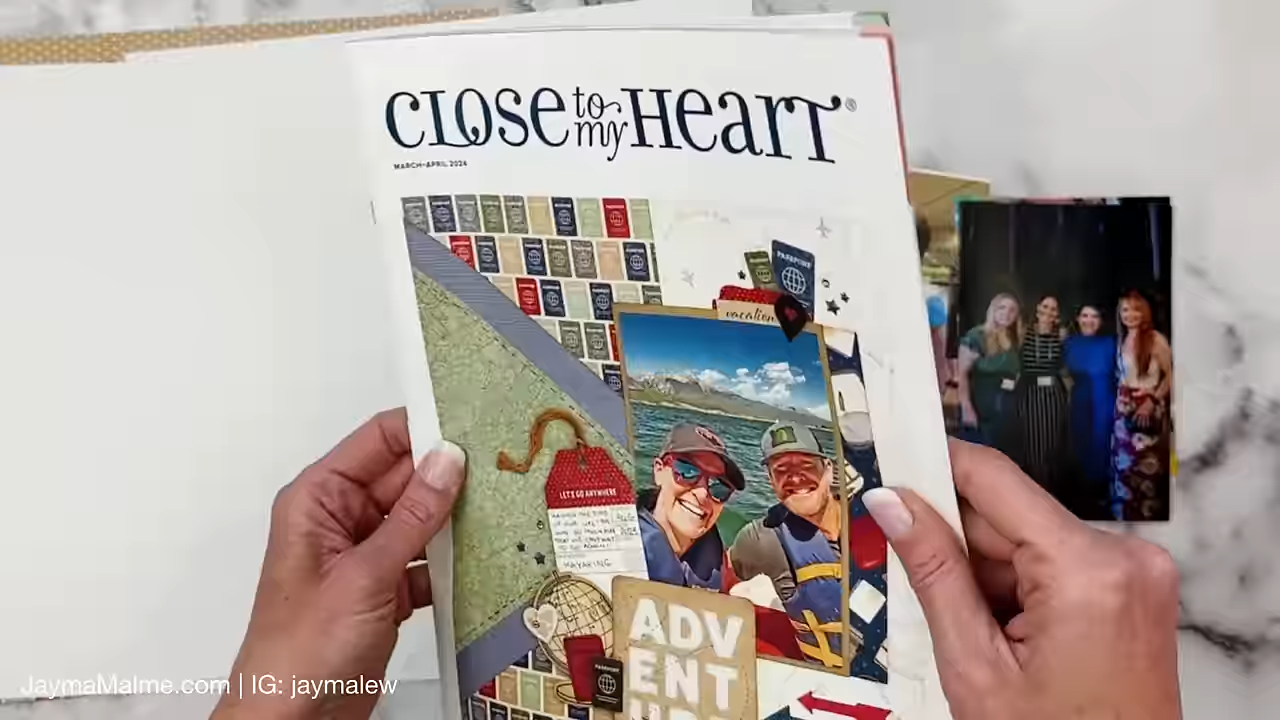 CLOSE to my HEART®
MARCH–APRIL 2024
PASSPORT
vacation
LET'S GO ANYWHERE
KAYAKING
ADV
ENT
JaymaMalme.com | IG: jaymalew